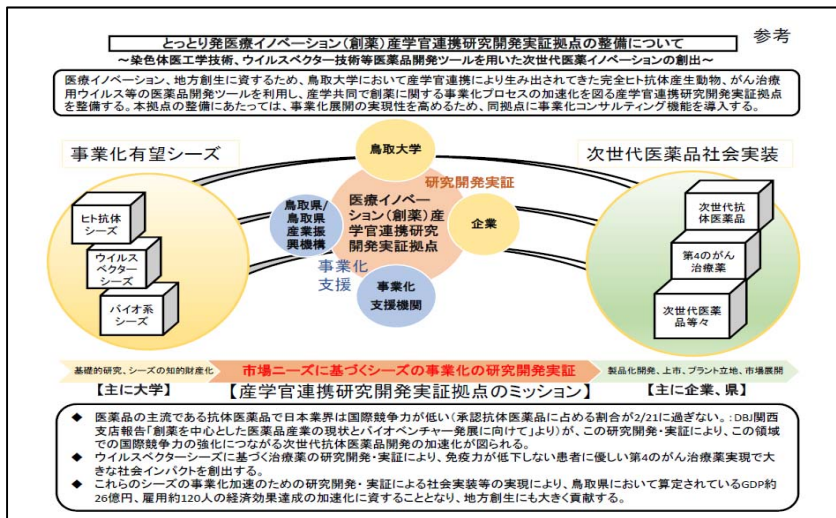 参考
とっとり発医療イノベーション(創薬)産学官連携研究開発実証拠点の整備について
～染色体医工学技術、ウイルスベクター技術等医薬品開発ツールを用いた次世代医薬イノベーションの創出～
医療イノベーション、地方創生に資するため、鳥取大学において産学官連携により生み出されてきた完全ヒト抗体産生動物、がん治療
用ウイルス等の医薬品開発ツールを利用し、産学共同で創薬に関する事業化プロセスの加速化を図る産学官連携研究開発実証拠点
を整備する。本拠点の整備にあたっては、事業化展開の実現性を高めるため、同拠点に事業化コンサルティング機能を導入する。
事業化有望シーズ
ヒト抗体
シーズ
ウイルス
ベクター
シーズ
バイオ系
シーズ
鳥取大学
研究開発実証
鳥取県/
鳥取県
産業振
興機構
医療イノベー
ション(創薬)産
学官連携研究
開発実証拠点
企業
事業化
支援
事業化
支援機関
次世代医薬品社会実装
次世代抗
体医薬品
第4のがん
治療薬
次世代医薬
品等々
基礎的研究、シーズの知的財産化
市場ニーズに基づくシーズの事業化の研究開発実証
製品化開発、上市、プラント立地、市場展開
【主に大学】
【産学官連携研究開発実証拠点のミッション】
【主に企業、県】
◆ 医薬品の主流である抗体医薬品で日本業界は国際競争力が低い(承認抗体医薬品に占める割合が2/21に過ぎない。:DBJ関西
支店報告「創薬を中心とした医薬品産業の現状とバイオベンチャー発展に向けて」より)が、この研究開発・実証により、この領域
での国際競争力の強化につながる次世代抗体医薬品開発の加速化が図られる。
◆ ウイルスベクターシーズに基づく治療薬の研究開発・実証により、免疫力が低下しない患者に優しい第4のがん治療薬実現で大
きな社会インパクトを創出する。
◆ これらのシーズの事業化加速のための研究開発・実証による社会実装等の実現により、鳥取県において算定されているGDP約
26億円、雇用約120人の経済効果達成の加速化に資することとなり、地方創生にも大きく貢献する。